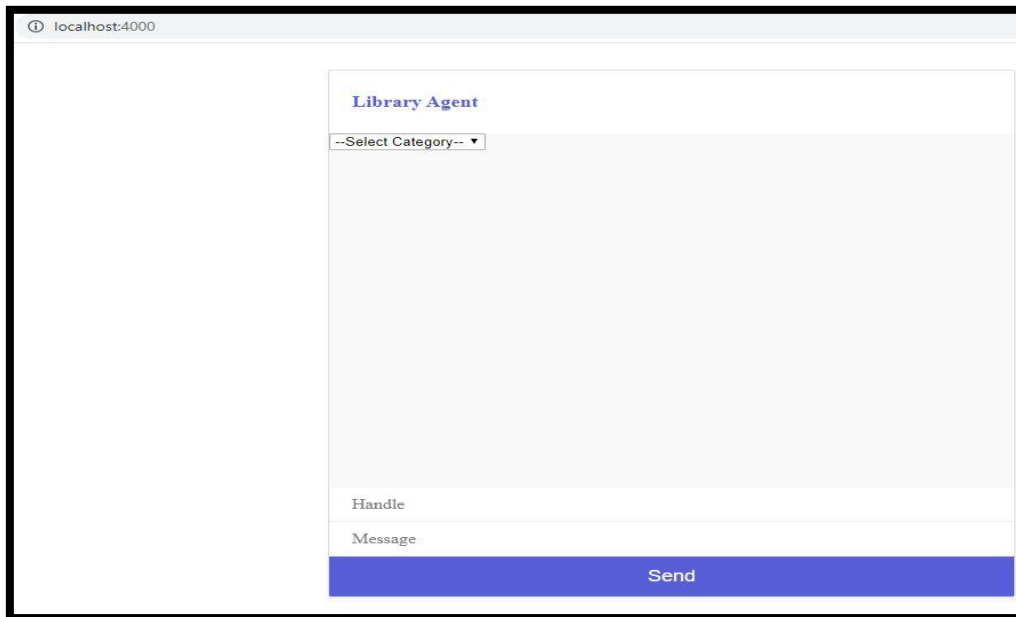 localhost:4000
Library Agent
--Select Category--
Handle
Message
Send